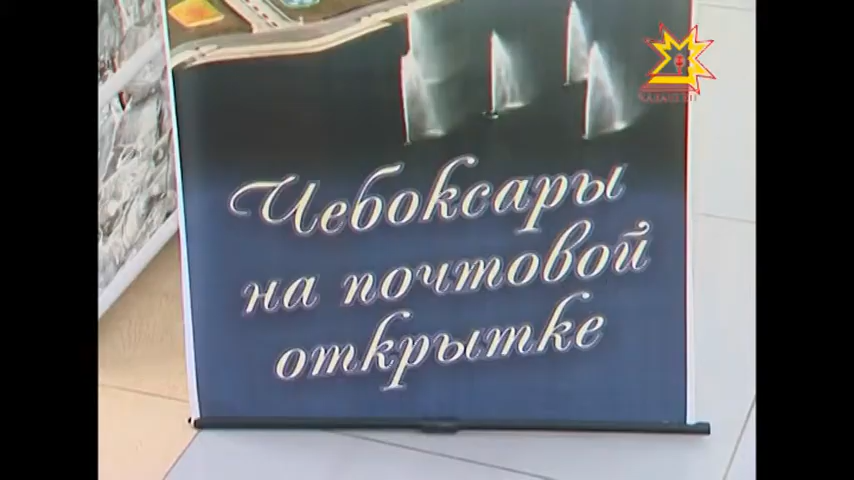 Чебоксары
на почтовой
открытке